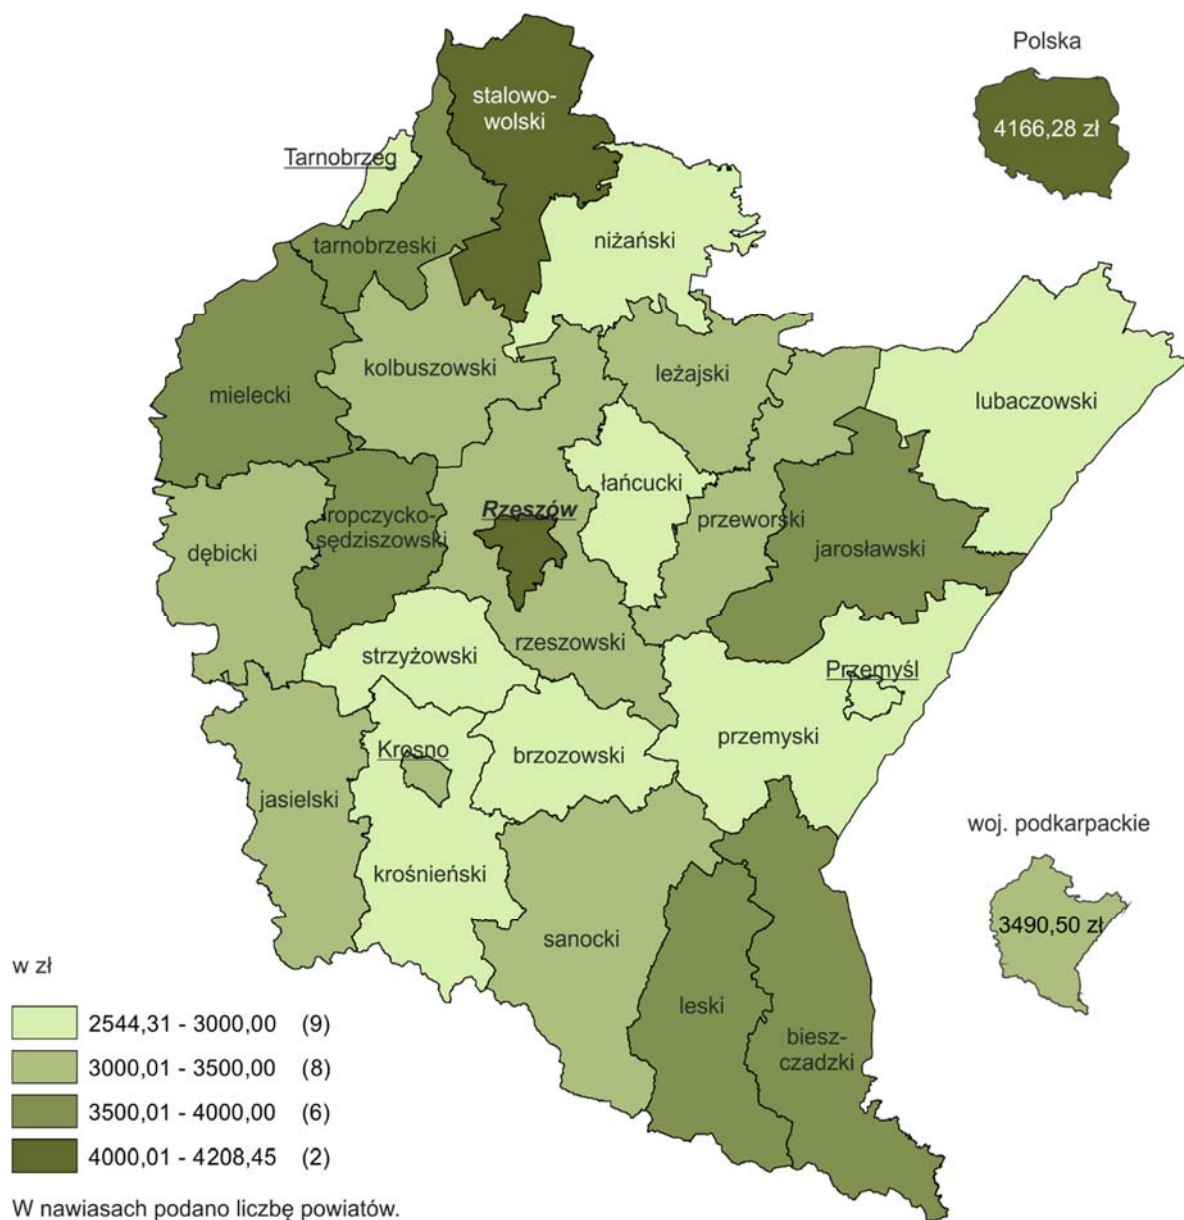 Polska
4166,28 zł
stalowo-
wolski
Tarnobrzeg
niżański
tarnobrzeski
kolbuszowski
leżajski
mielecki
lubaczowski
łańcucki
Rzeszów
ropczycko-
sędziszowski
przeworski
dębicki
jarosławski
rzeszowski
strzyżowski
Przemyśl
przemyski
Krosno
brzozowski
jasielski
woj. podkarpackie
krośnieński
3490,50 zł
sanocki
leski
biesz-
czadzki
w zł
2544,31 - 3000,00 (9)
3000,01 - 3500,00 (8)
3500,01 - 4000,00 (6)
4000,01 - 4208,45 (2)
W nawiasach podano liczbę powiatów.